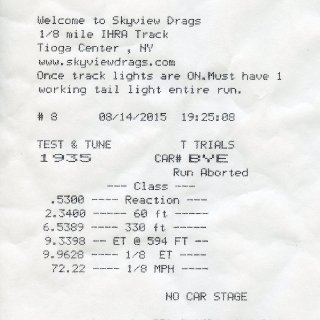 Welcome to Skyview Drags
1/8 mile IHRA Track
Tioga Center , NY
www.skyviewdrags.com
Once track lights are ON.Must have 1
working tail light entire run.
# 8 08/14/2015 19:25:08
TEST & TUNE T TRIALS
1935 CAR# BYE
Run Aborted
--- Class ---
.5300 ---- Reaction ---
2.3400 ----- 60 ft -----
6.5389 ---- 330 ft -----
9.3398 -- ET @ 594 FT --
9.9628 ---- 1/8 ET ----
72.22 ---- 1/8 MPH ----
NO CAR STAGE